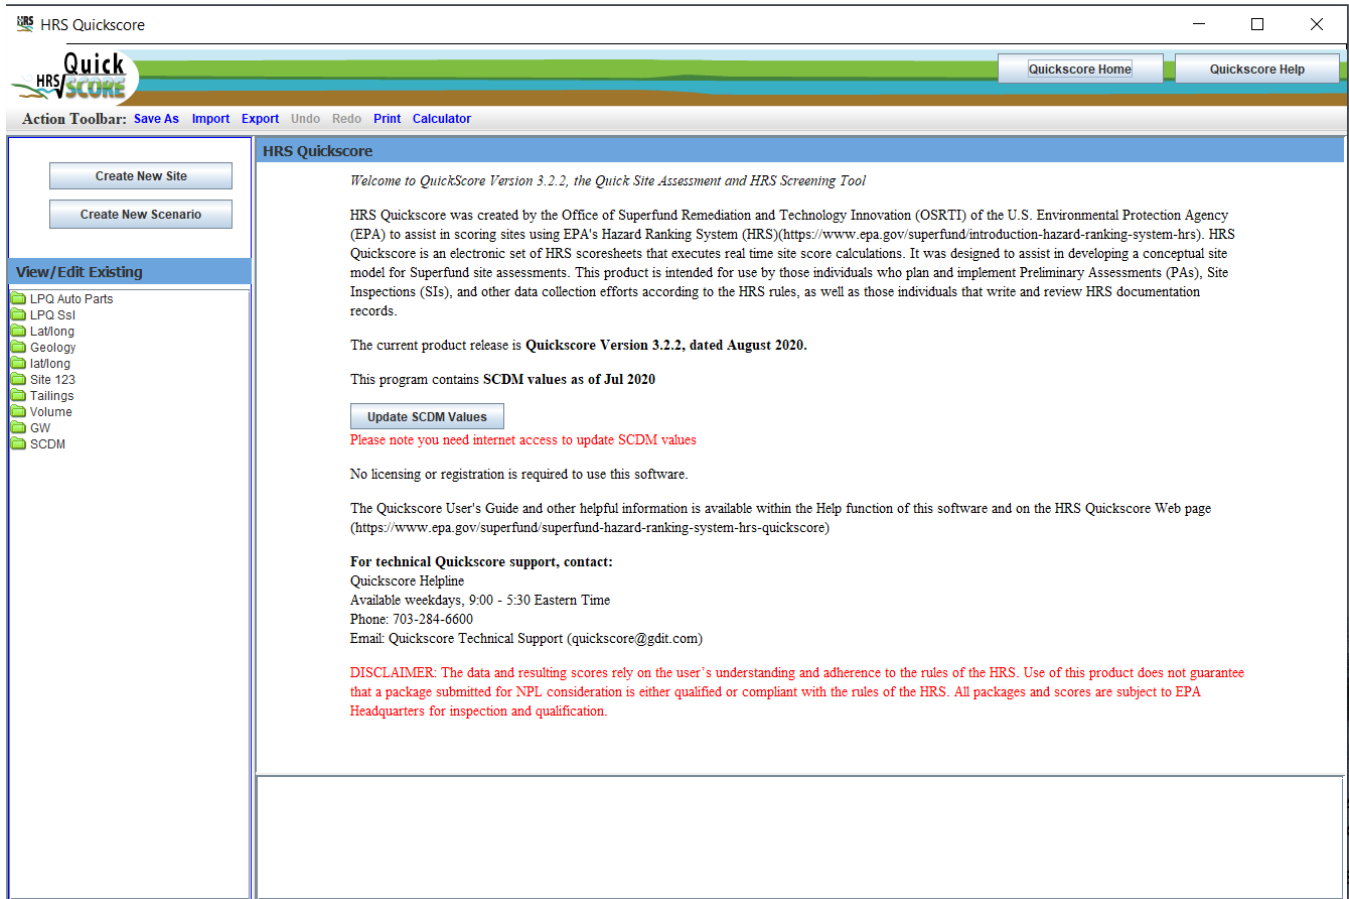 HRS Quickscore
HRS Quick SCORE
Quickscore Home
Quickscore Help
Action Toolbar: Save As Import Export Undo Redo Print Calculator
Create New Site
Create New Scenario
View/Edit Existing
LPQ Auto Parts
LPQ Ssl
Lat/long
Geology
lat/long
Site 123
Tailings
Volume
GW
SCDM
HRS Quickscore
Welcome to QuickScore Version 3.2.2, the Quick Site Assessment and HRS Screening Tool
HRS Quickscore was created by the Office of Superfund Remediation and Technology Innovation (OSRTI) of the U.S. Environmental Protection Agency
(EPA) to assist in scoring sites using EPA's Hazard Ranking System (HRS)(https://www.epa.gov/superfund/introduction-hazard-ranking-system-hrs). HRS
Quickscore is an electronic set of HRS scoresheets that executes real time site score calculations. It was designed to assist in developing a conceptual site
model for Superfund site assessments. This product is intended for use by those individuals who plan and implement Preliminary Assessments (PAs), Site
Inspections (SIs), and other data collection efforts according to the HRS rules, as well as those individuals that write and review HRS documentation
records.
The current product release is Quickscore Version 3.2.2, dated August 2020.
This program contains SCDM values as of Jul 2020
Update SCDM Values
Please note you need internet access to update SCDM values
No licensing or registration is required to use this software.
The Quickscore User's Guide and other helpful information is available within the Help function of this software and on the HRS Quickscore Web page
(https://www.epa.gov/superfund/superfund-hazard-ranking-system-hrs-quickscore)
For technical Quickscore support, contact:
Quickscore Helpline
Available weekdays, 9:00 - 5:30 Eastern Time
Phone: 703-284-6600
Email: Quickscore Technical Support (quickscore@gdit.com)
DISCLAIMER: The data and resulting scores rely on the user’s understanding and adherence to the rules of the HRS. Use of this product does not guarantee
that a package submitted for NPL consideration is either qualified or compliant with the rules of the HRS. All packages and scores are subject to EPA
Headquarters for inspection and qualification.